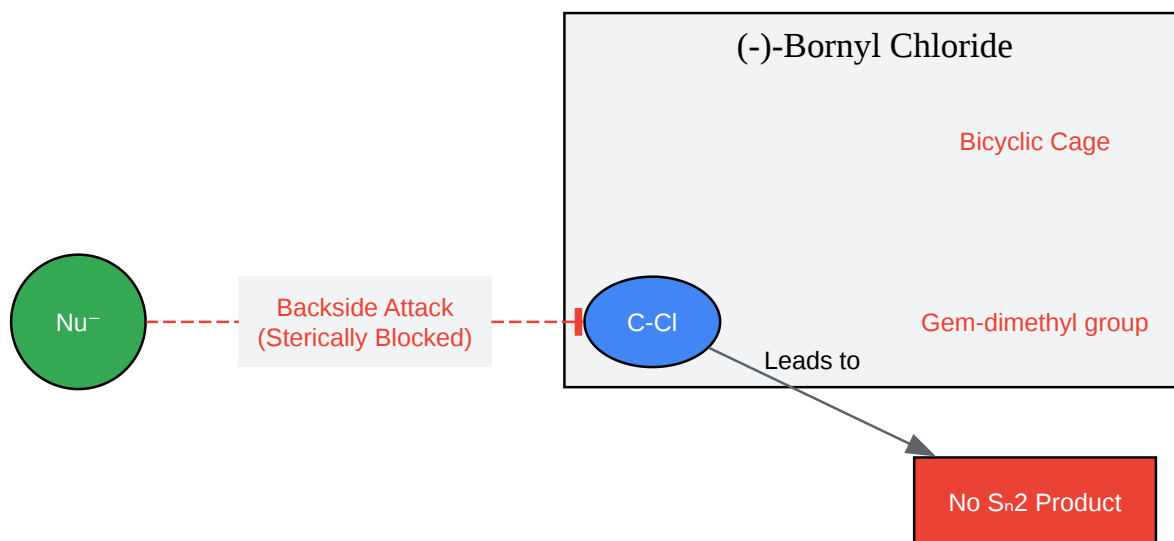 (-)-Bornyl Chloride
Bicyclic Cage
Nu⁻
Backside Attack
(Sterically Blocked)
C-Cl
Gem-dimethyl group
Leads to
No Sₙ2 Product